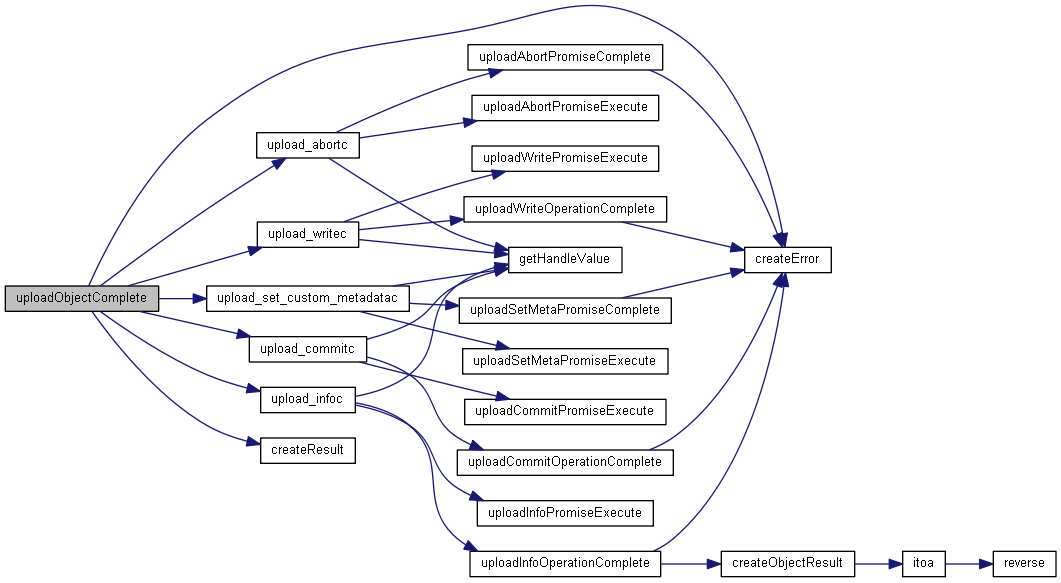 uploadAbortPromiseComplete
uploadAbortPromiseExecute
upload_abortc
uploadWritePromiseExecute
uploadWriteOperationComplete
upload_writec
getHandleValue
createError
uploadObjectComplete
upload_set_custom_metadatac
uploadSetMetaPromiseComplete
upload_commitc
uploadSetMetaPromiseExecute
upload_infoc
uploadCommitPromiseExecute
createResult
uploadCommitOperationComplete
uploadInfoPromiseExecute
uploadInfoOperationComplete
createObjectResult
itoa
reverse